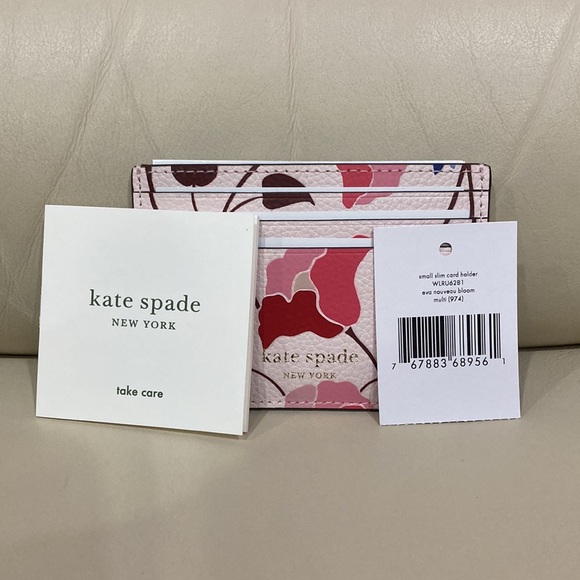 kate spade
NEW YORK
take care
kate spade
NEW YORK
small slim card holder
WLRU6281
eva nouveau bloom
multi (974)
7 67883 68956 1